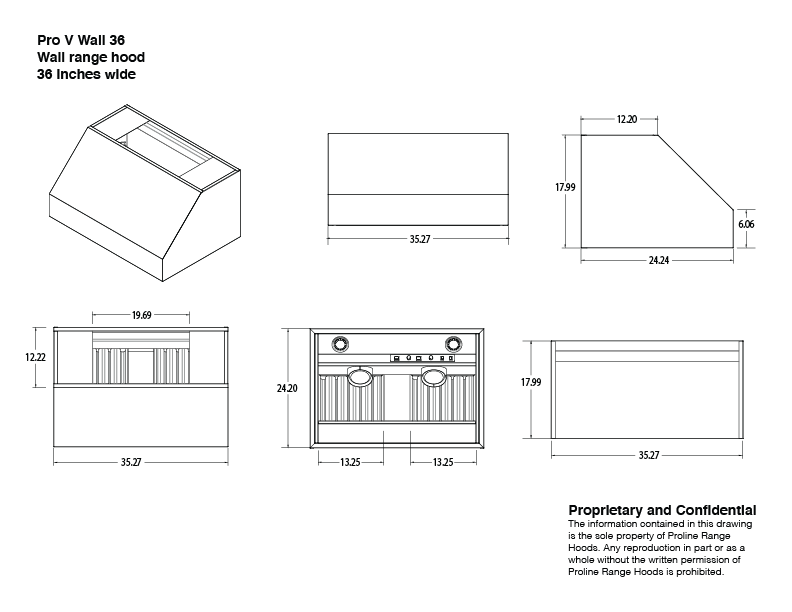 Pro V Wall 36
Wall range hood
36 Inches wide
12.20
17.99
6.06
35.27
24.24
19.69
12.22
24.20
17.99
35.27
13.25
13.25
35.27
Proprietary and Confidential
The information contained in this drawing
is the sole property of Proline Range
Hoods. Any reproduction in part or as a
whole without the written permission of
Proline Range Hoods is prohibited.